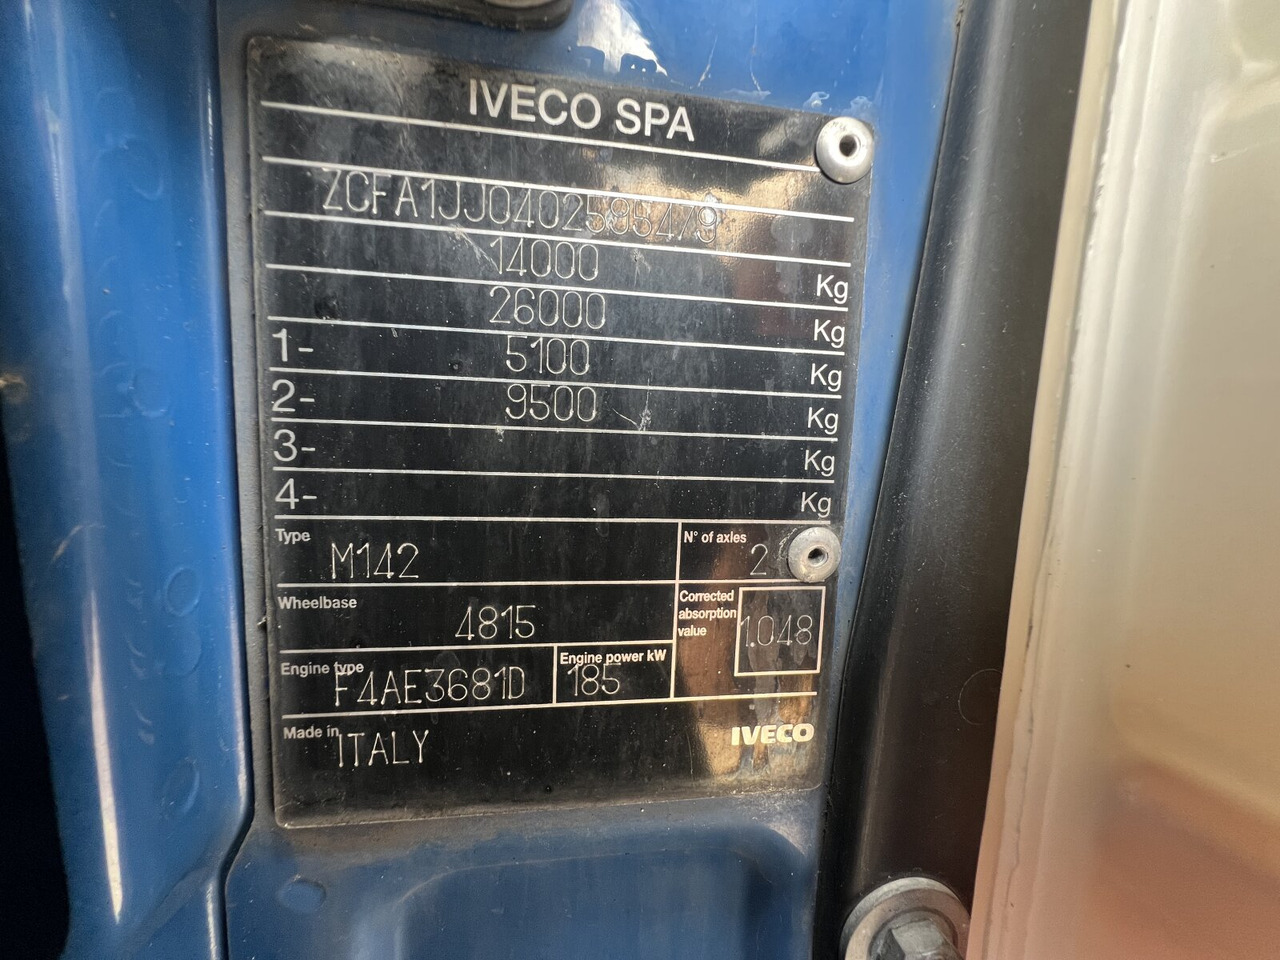 IVECO SPA
ZCFA1JJ0402585479
14000 Kg
26000 Kg
1- 5100 Kg
2- 9500 Kg
3- Kg
4- Kg
Type M142 N° of axles 2
Wheelbase 4815 Corrected absorption value 1.048
Engine type F4AE3681D Engine power kW 185
Made in ITALY IVECO